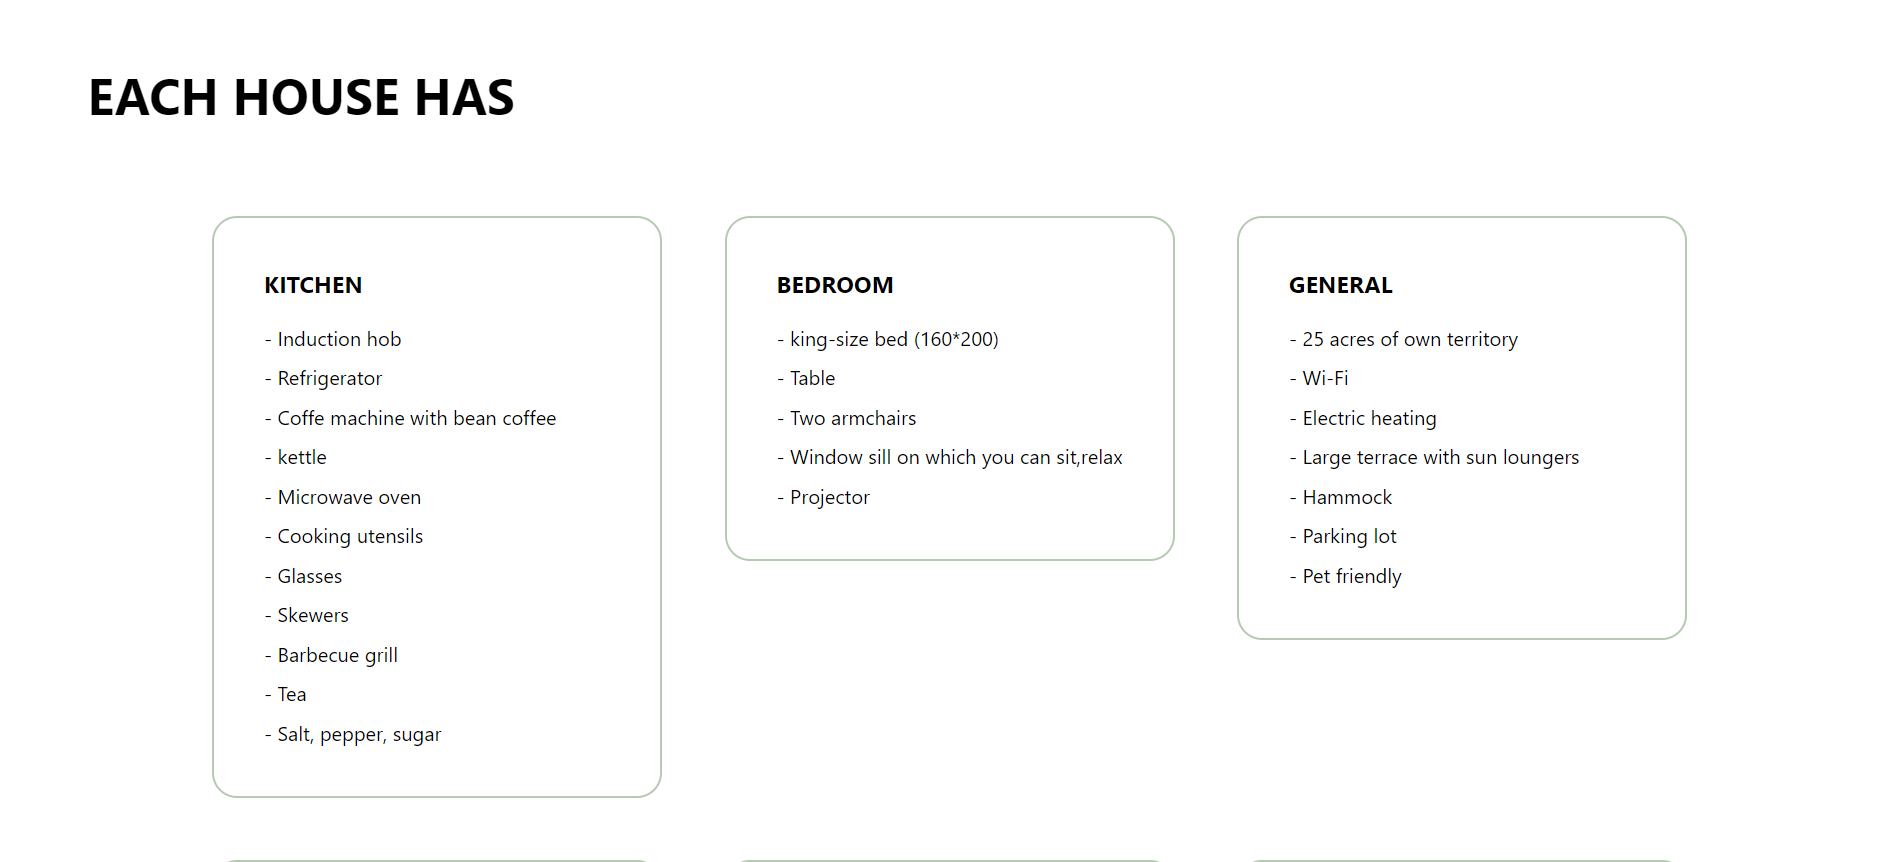 EACH HOUSE HAS
KITCHEN
- Induction hob
- Refrigerator
- Coffe machine with bean coffee
- kettle
- Microwave oven
- Cooking utensils
- Glasses
- Skewers
- Barbecue grill
- Tea
- Salt, pepper, sugar
BEDROOM
- king-size bed (160*200)
- Table
- Two armchairs
- Window sill on which you can sit,relax
- Projector
GENERAL
- 25 acres of own territory
- Wi-Fi
- Electric heating
- Large terrace with sun loungers
- Hammock
- Parking lot
- Pet friendly